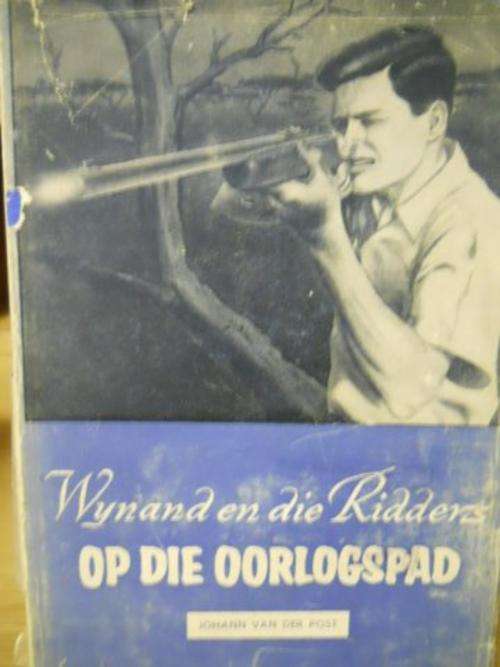 Wynand en die Ridders
OP DIE OORLOGSPAD
JOHANN VAN DER POST